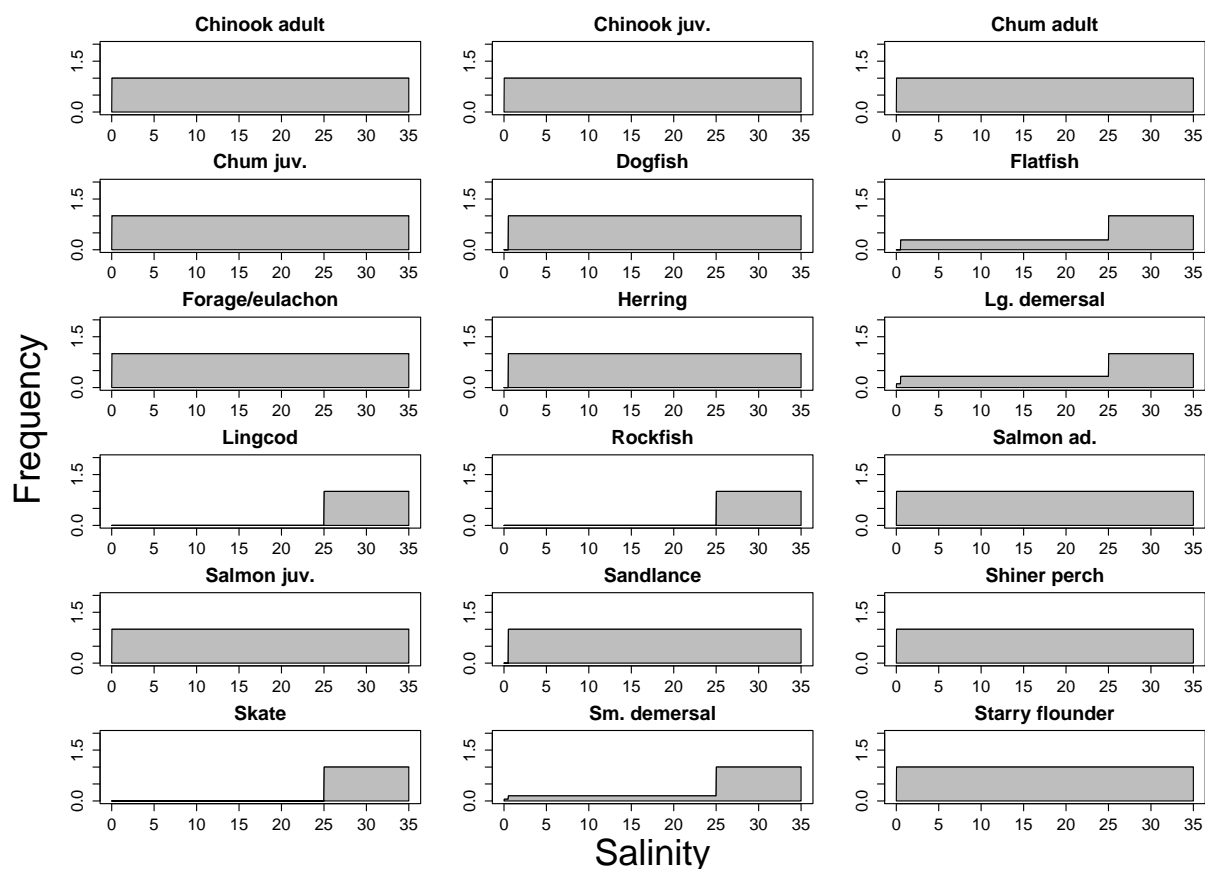 Chinook adult Chinook juv. Chum adult
0.0 1.5 0.0 1.5 0.0 1.5
0 5 10 15 20 25 30 35 0 5 10 15 20 25 30 35 0 5 10 15 20 25 30 35
Chum juv. Dogfish Flatfish
0.0 1.5 0.0 1.5 0.0 1.5
0 5 10 15 20 25 30 35 0 5 10 15 20 25 30 35 0 5 10 15 20 25 30 35
Forage/eulachon Herring Lg. demersal
0.0 1.5 0.0 1.5 0.0 1.5
0 5 10 15 20 25 30 35 0 5 10 15 20 25 30 35 0 5 10 15 20 25 30 35
Frequency
Lingcod Rockfish Salmon ad.
0.0 1.5 0.0 1.5 0.0 1.5
0 5 10 15 20 25 30 35 0 5 10 15 20 25 30 35 0 5 10 15 20 25 30 35
Salmon juv. Sandlance Shiner perch
0.0 1.5 0.0 1.5 0.0 1.5
0 5 10 15 20 25 30 35 0 5 10 15 20 25 30 35 0 5 10 15 20 25 30 35
Skate Sm. demersal Starry flounder
0.0 1.5 0.0 1.5 0.0 1.5
0 5 10 15 20 25 30 35 0 5 10 15 20 25 30 35 0 5 10 15 20 25 30 35
Salinity